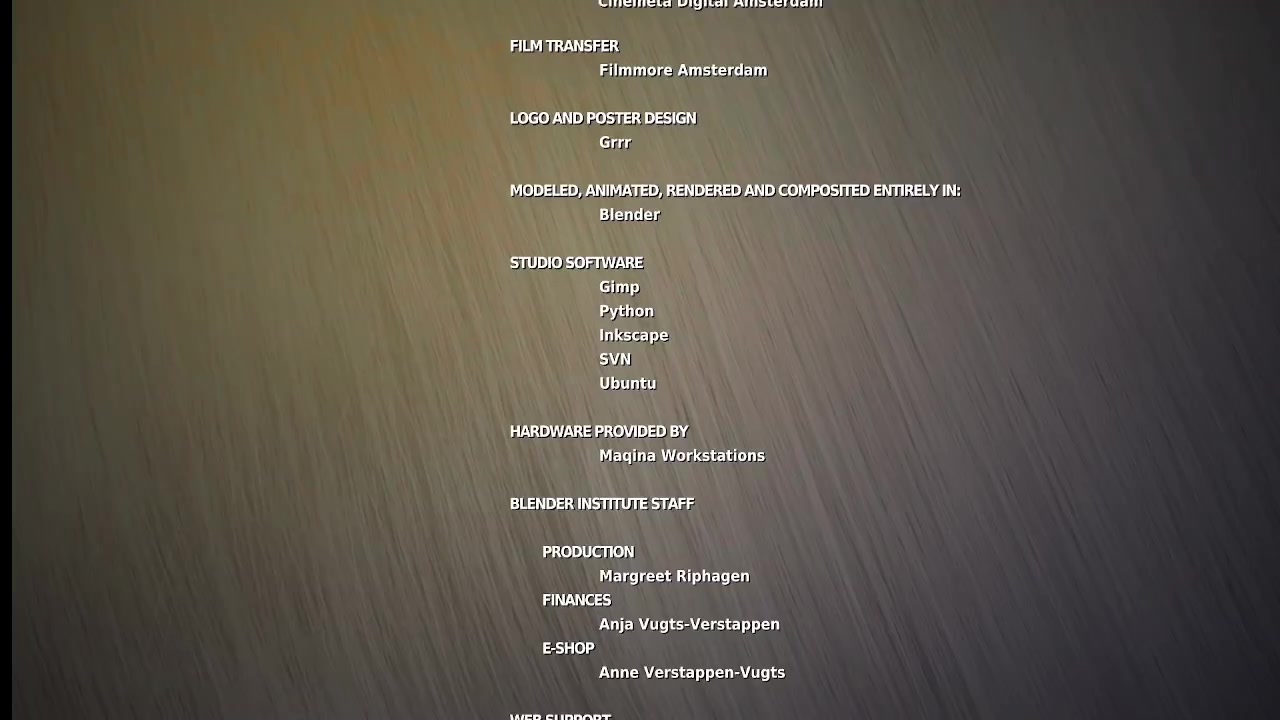 Cinemeta Digital Amsterdam
FILM TRANSFER
Filmmore Amsterdam
LOGO AND POSTER DESIGN
Grrr
MODELED, ANIMATED, RENDERED AND COMPOSITED ENTIRELY IN:
Blender
STUDIO SOFTWARE
Gimp
Python
Inkscape
SVN
Ubuntu
HARDWARE PROVIDED BY
Maqina Workstations
BLENDER INSTITUTE STAFF
PRODUCTION
Margreet Riphagen
FINANCES
Anja Vugts-Verstappen
E-SHOP
Anne Verstappen-Vugts
WEB SUPPORT